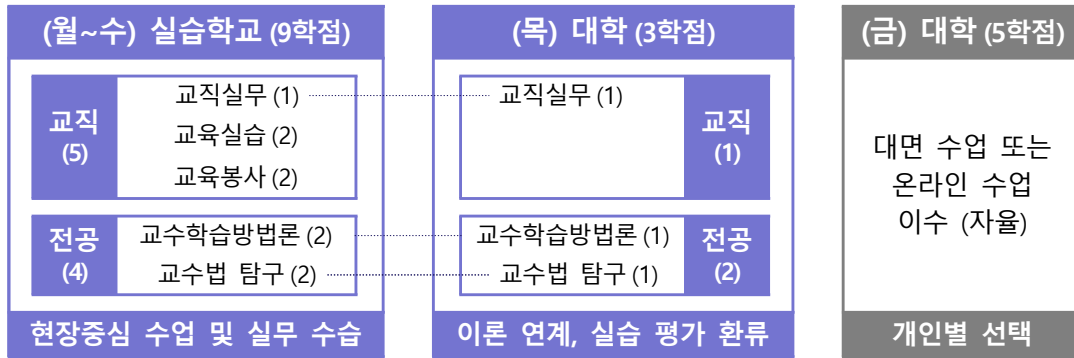 (월~수) 실습학교 (9학점)
교직
(5)
교직실무 (1)
교육실습 (2)
교육봉사 (2)
전공
(4)
교수학습방법론 (2)
교수법 탐구 (2)
현장중심 수업 및 실무 수습
(목) 대학 (3학점)
교직실무 (1)
교직
(1)
교수학습방법론 (1)
교수법 탐구 (1)
전공
(2)
이론 연계, 실습 평가 환류
(금) 대학 (5학점)
대면 수업 또는
온라인 수업
이수 (자율)
개인별 선택